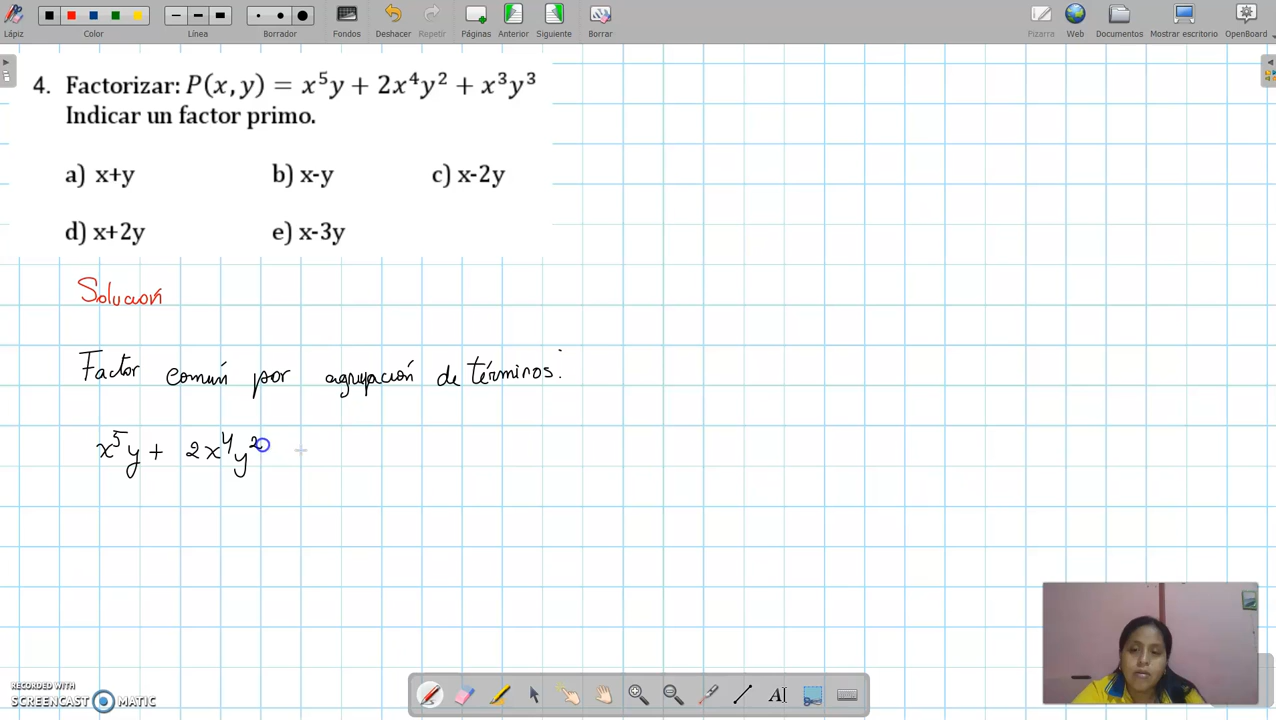 Lápiz Color Línea Borrador Fondos Deshacer Repetir Páginas Anterior Siguiente Borrar Pizarra Web Documentos Mostrar escritorio OpenBoard
4. Factorizar: P(x, y) = x⁵y + 2x⁴y² + x³y³
Indicar un factor primo.
a) x+y b) x-y c) x-2y
d) x+2y e) x-3y
Solución
Factor común por agrupación de términos:
x⁵y + 2x⁴y² +
RECORDED WITH
SCREENCAST MATIC